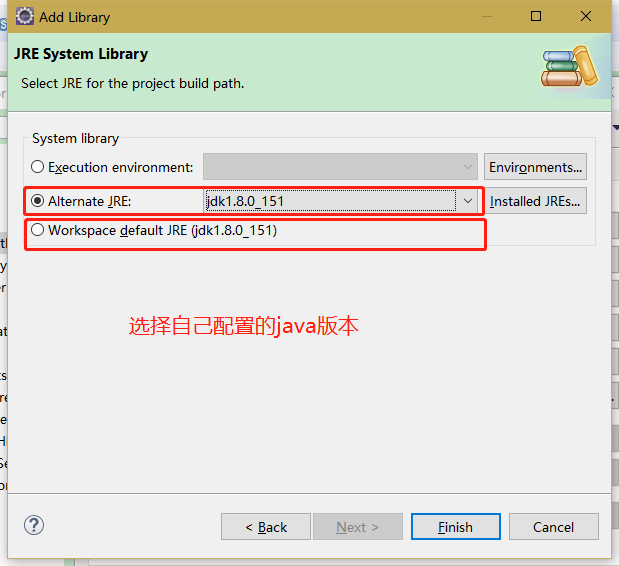 Add Library
JRE System Library
Select JRE for the project build path.
System library
Execution environment:
Environments...
Alternate JRE:
jdk1.8.0_151
Installed JREs...
Workspace default JRE (jdk1.8.0_151)
选择自己配置的java版本
?
< Back
Next >
Finish
Cancel